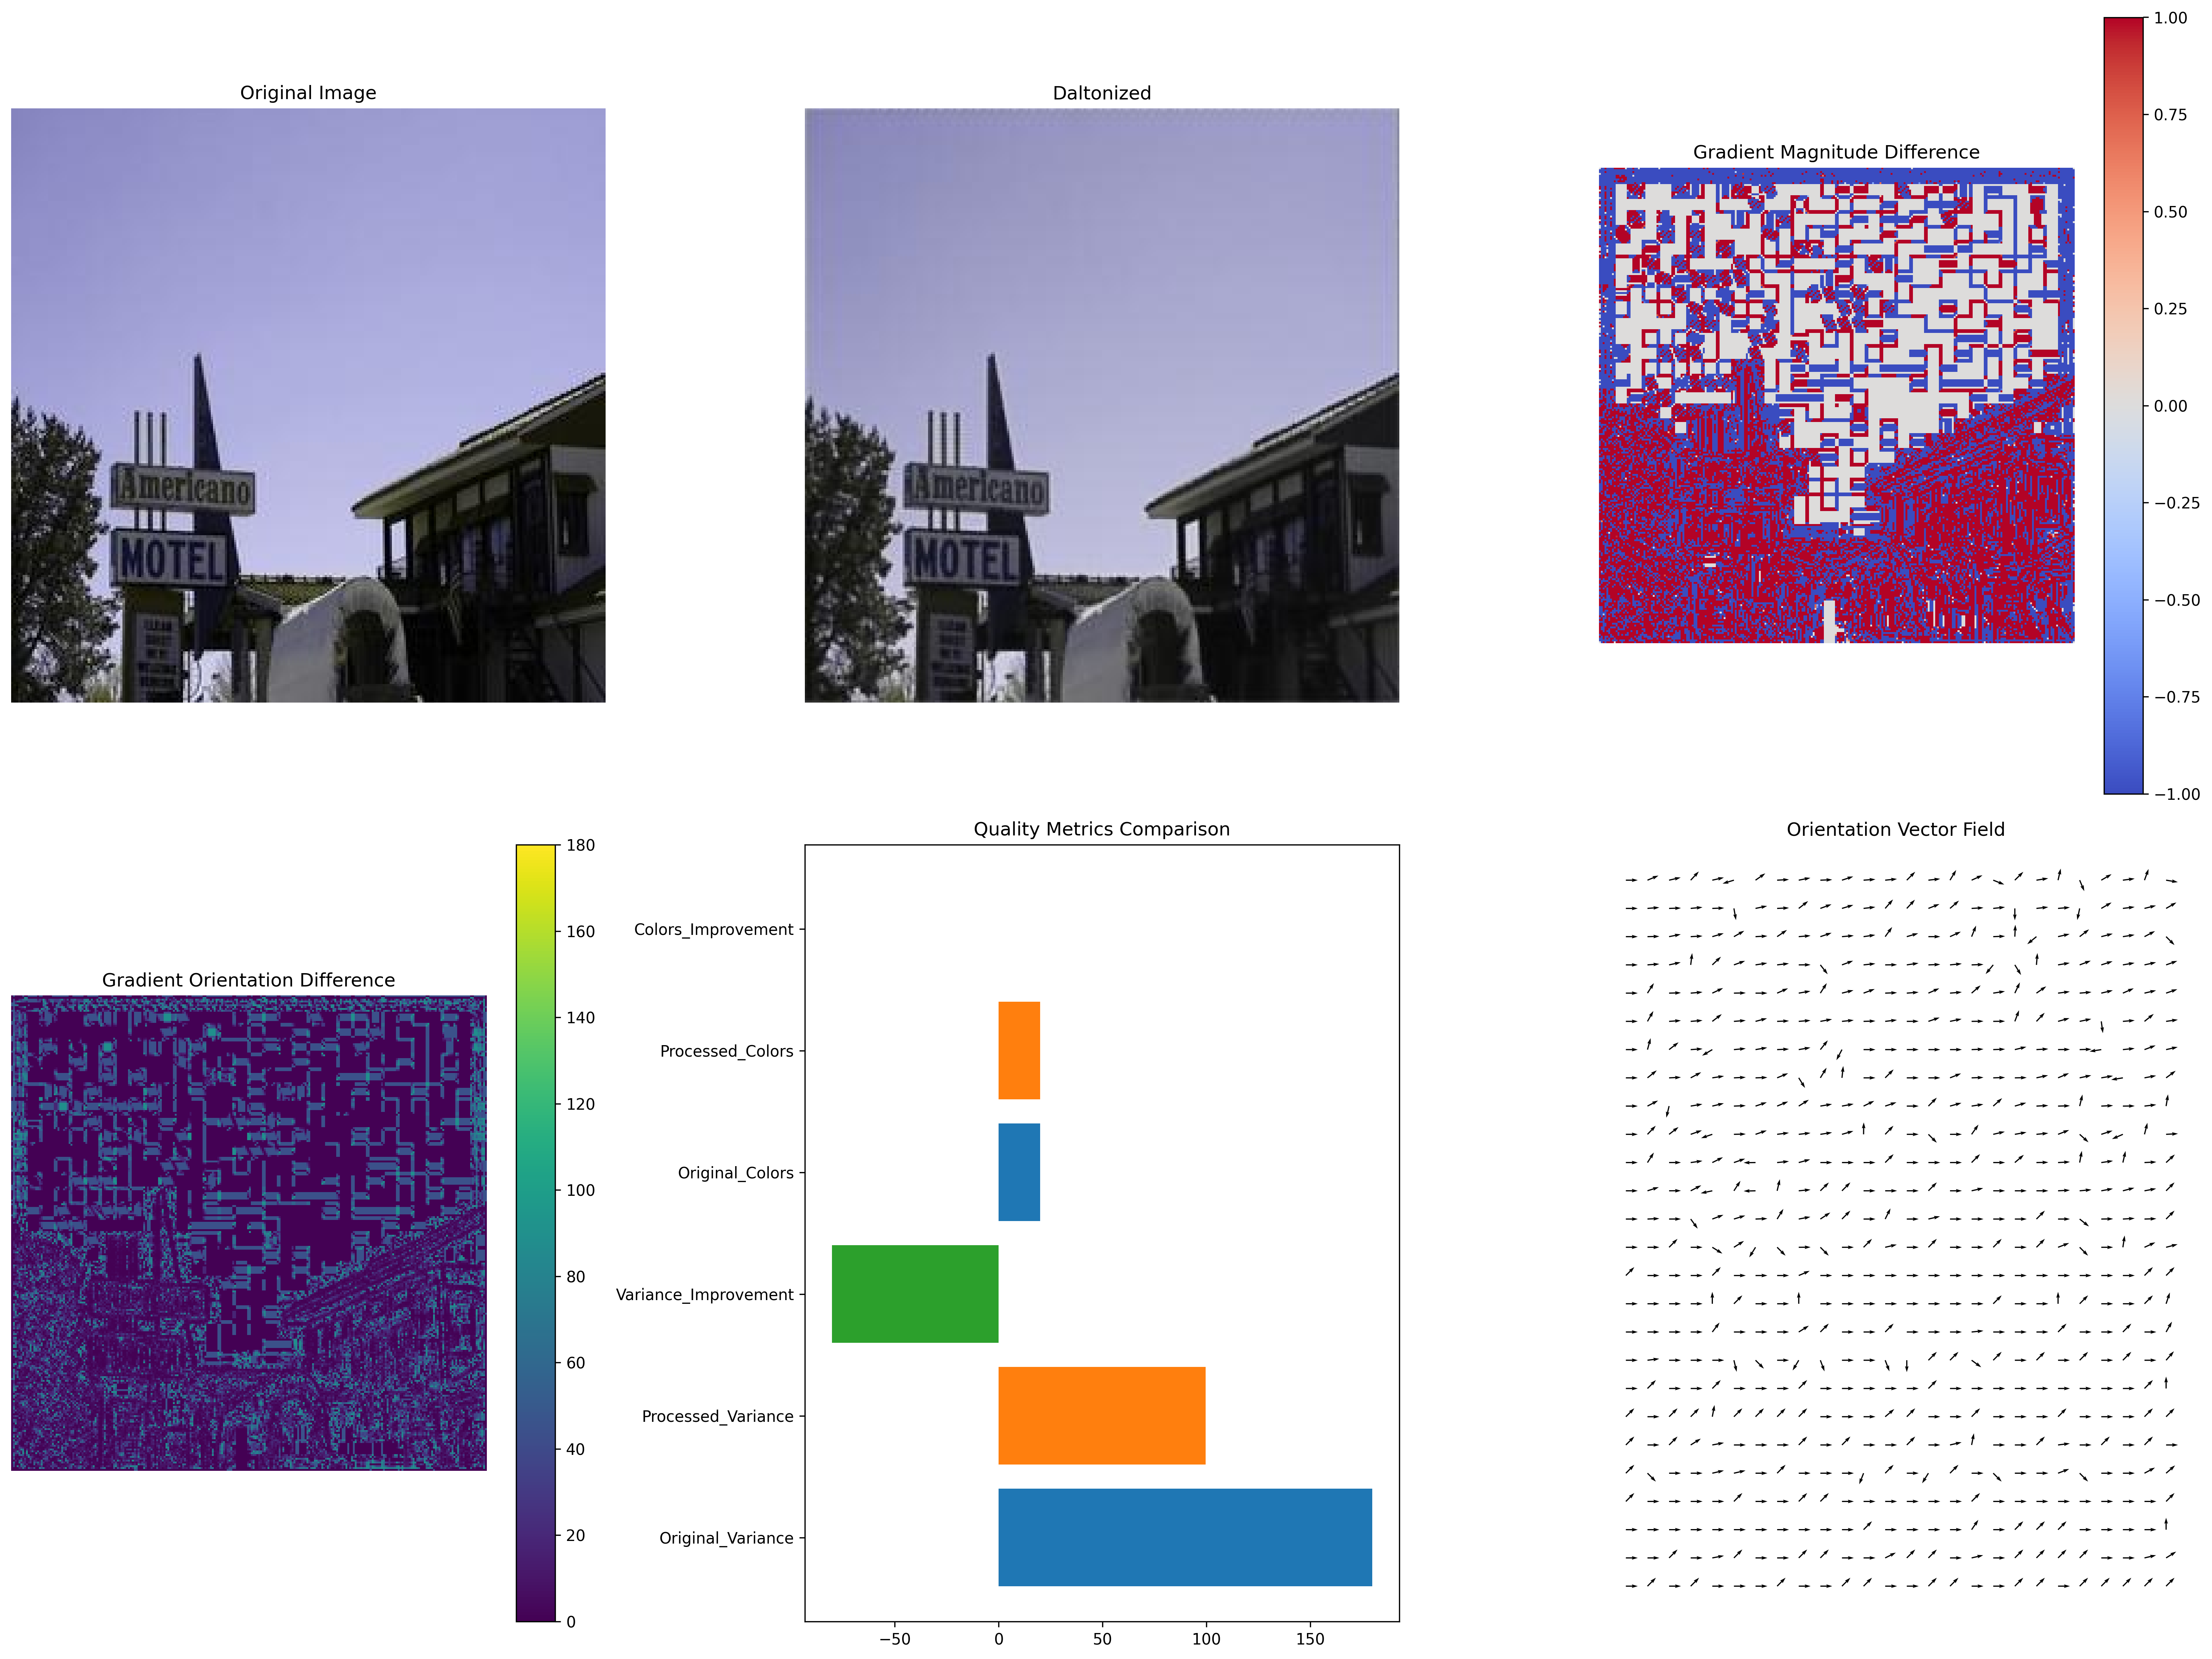 Original Image
Americano
MOTEL
CLEAN
Daltonized
Americano
MOTEL
Gradient Magnitude Difference
1.00
0.75
0.50
0.25
0.00
−0.25
−0.50
−0.75
−1.00
Gradient Orientation Difference
180
160
140
120
100
80
60
40
20
0
Quality Metrics Comparison
Colors_Improvement
Processed_Colors
Original_Colors
Variance_Improvement
Processed_Variance
Original_Variance
−50 0 50 100 150
Orientation Vector Field